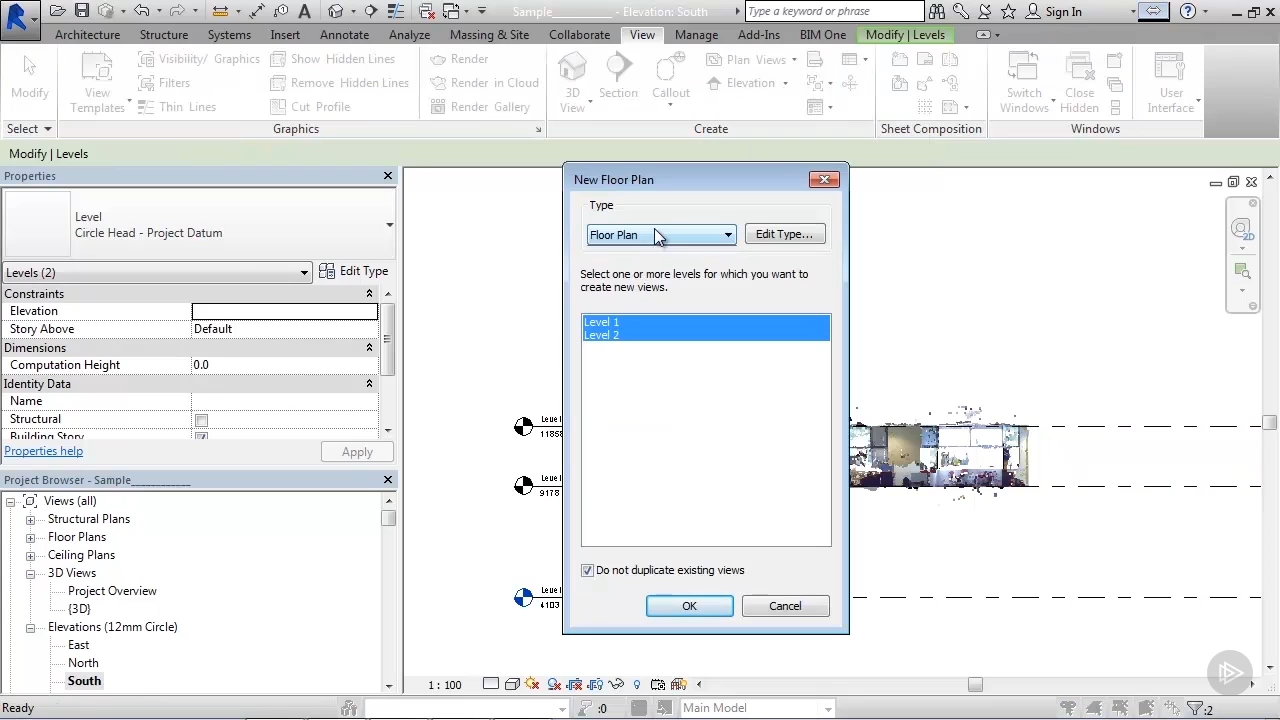 Sample_________ - Elevation: South
Type a keyword or phrase
Sign In
Architecture Structure Systems Insert Annotate Analyze Massing & Site Collaborate View Manage Add-Ins BIM One Modify | Levels
Modify
View Templates
Visibility/ Graphics
Filters
Thin Lines
Show Hidden Lines
Remove Hidden Lines
Cut Profile
Render
Render in Cloud
Render Gallery
3D View
Section
Callout
Plan Views
Elevation
Switch Windows
Close Hidden
User Interface
Select Graphics Create Sheet Composition Windows
Modify | Levels
Properties
Level
Circle Head - Project Datum
Levels (2)
Edit Type
Constraints
Elevation
Story Above Default
Dimensions
Computation Height 0.0
Identity Data
Name
Structural
Building Story
Properties help
Apply
Project Browser - Sample____________
Views (all)
Structural Plans
Floor Plans
Ceiling Plans
3D Views
Project Overview
{3D}
Elevations (12mm Circle)
East
North
South
New Floor Plan
Type
Floor Plan
Edit Type...
Select one or more levels for which you want to
create new views.
Level 1
Level 2
Do not duplicate existing views
OK
Cancel
9178
4103
2D
1 : 100
Ready
:0
Main Model
:2